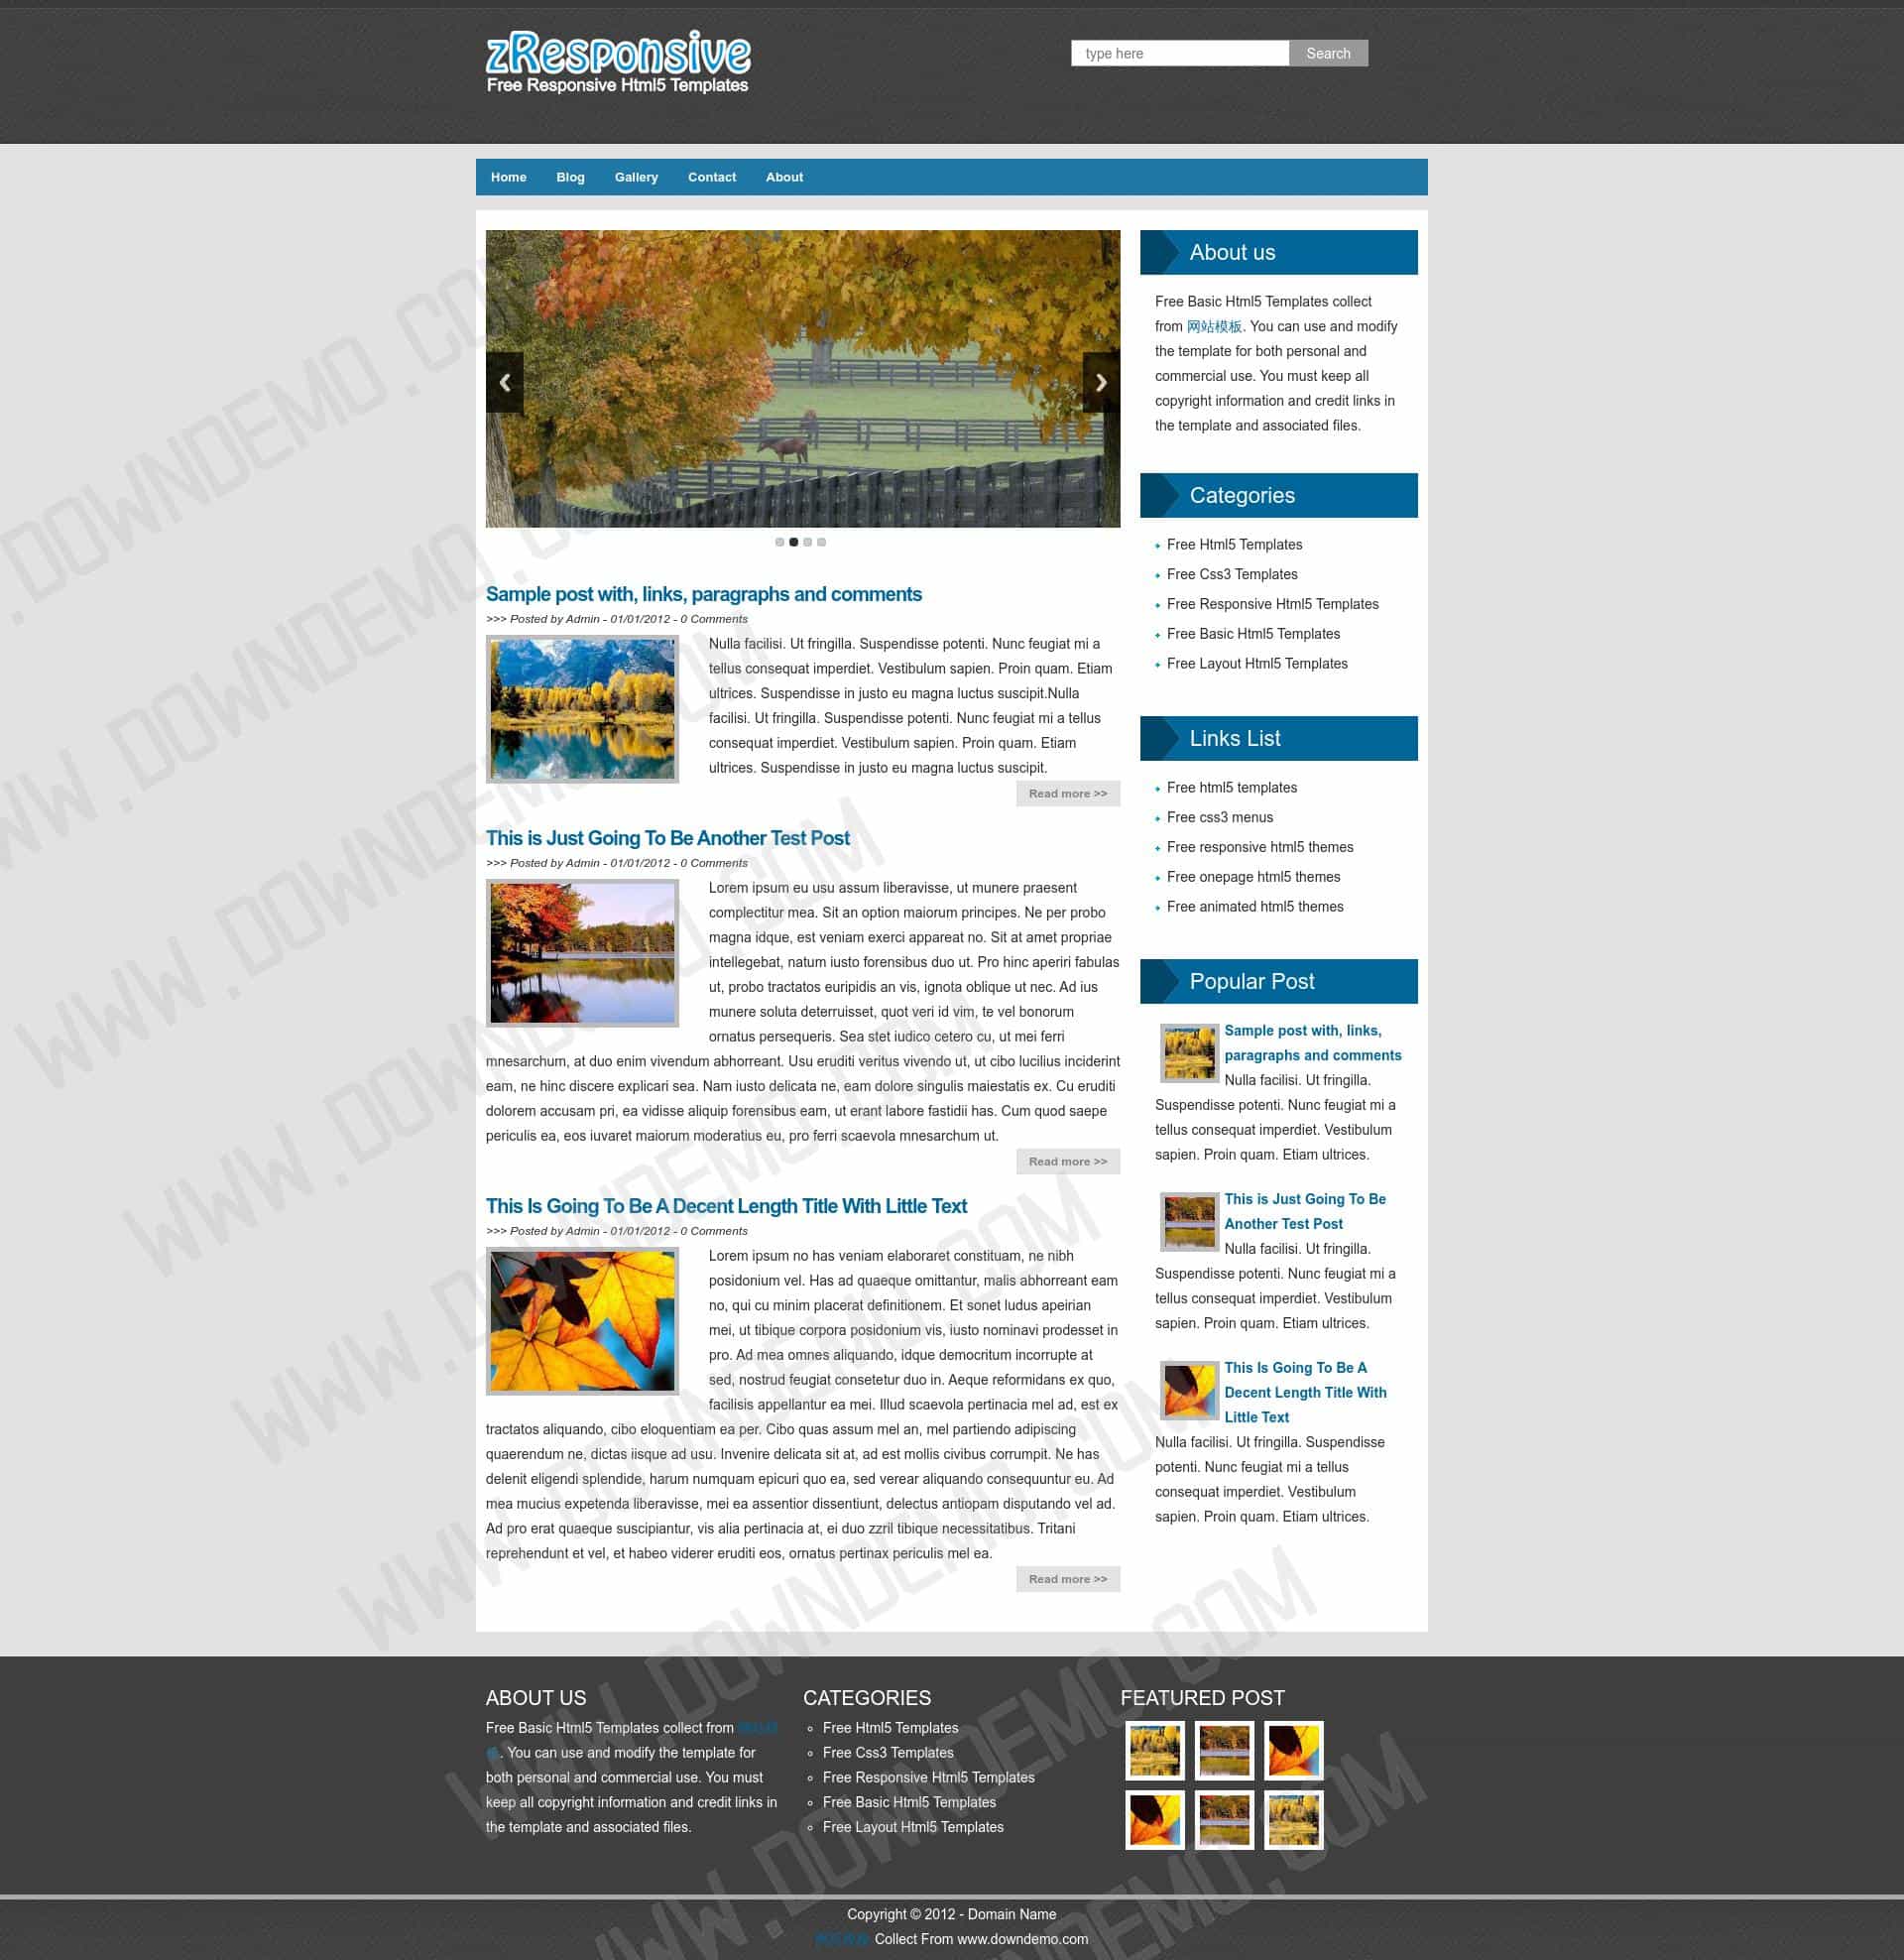 zResponsive
Free Responsive Html5 Templates
type here
Search
Home
Blog
Gallery
Contact
About
Sample post with, links, paragraphs and comments
>>> Posted by Admin - 01/01/2012 - 0 Comments
Nulla facilisi. Ut fringilla. Suspendisse potenti. Nunc feugiat mi a
tellus consequat imperdiet. Vestibulum sapien. Proin quam. Etiam
ultrices. Suspendisse in justo eu magna luctus suscipit.Nulla
facilisi. Ut fringilla. Suspendisse potenti. Nunc feugiat mi a tellus
consequat imperdiet. Vestibulum sapien. Proin quam. Etiam
ultrices. Suspendisse in justo eu magna luctus suscipit.
Read more >>
This is Just Going To Be Another Test Post
>>> Posted by Admin - 01/01/2012 - 0 Comments
Lorem ipsum eu usu assum liberavisse, ut munere praesent
complectitur mea. Sit an option maiorum principes. Ne per probo
magna idque, est veniam exerci appareat no. Sit at amet propriae
intellegebat, natum iusto forensibus duo ut. Pro hinc aperiri fabulas
ut, probo tractatos euripidis an vis, ignota oblique ut nec. Ad ius
munere soluta deterruisset, quot veri id vim, te vel bonorum
ornatus persequeris. Sea stet iudico cetero cu, ut mei ferri
mnesarchum, at duo enim vivendum abhorreant. Usu eruditi veritus vivendo ut, ut cibo lucilius inciderint
eam, ne hinc discere explicari sea. Nam iusto delicata ne, eam dolore singulis maiestatis ex. Cu eruditi
dolorem accusam pri, ea vidisse aliquip forensibus eam, ut erant labore fastidii has. Cum quod saepe
periculis ea, eos iuvaret maiorum moderatius eu, pro ferri scaevola mnesarchum ut.
Read more >>
This Is Going To Be A Decent Length Title With Little Text
>>> Posted by Admin - 01/01/2012 - 0 Comments
Lorem ipsum no has veniam elaboraret constituam, ne nibh
posidonium vel. Has ad quaeque omittantur, malis abhorreant eam
no, qui cu minim placerat definitionem. Et sonet ludus apeirian
mei, ut tibique corpora posidonium vis, iusto nominavi prodesset in
pro. Ad mea omnes aliquando, idque democritum incorrupte at
sed, nostrud feugiat consetetur duo in. Aeque reformidans ex quo,
facilisis appellantur ea mei. Illud scaevola pertinacia mel ad, est ex
tractatos aliquando, cibo eloquentiam ea per. Cibo quas assum mel an, mel partiendo adipiscing
quaerendum ne, dictas iisque ad usu. Invenire delicata sit at, ad est mollis civibus corrumpit. Ne has
delenit eligendi splendide, harum numquam epicuri quo ea, sed verear aliquando consequuntur eu. Ad
mea mucius expetenda liberavisse, mei ea assentior dissentiunt, delectus antiopam disputando vel ad.
Ad pro erat quaeque suscipiantur, vis alia pertinacia at, ei duo zzril tibique necessitatibus. Tritani
reprehendunt et vel, et habeo viderer eruditi eos, ornatus pertinax periculis mel ea.
Read more >>
About us
Free Basic Html5 Templates collect
from 网站模板. You can use and modify
the template for both personal and
commercial use. You must keep all
copyright information and credit links in
the template and associated files.
Categories
Free Html5 Templates
Free Css3 Templates
Free Responsive Html5 Templates
Free Basic Html5 Templates
Free Layout Html5 Templates
Links List
Free html5 templates
Free css3 menus
Free responsive html5 themes
Free onepage html5 themes
Free animated html5 themes
Popular Post
Sample post with, links,
paragraphs and comments
Nulla facilisi. Ut fringilla.
Suspendisse potenti. Nunc feugiat mi a
tellus consequat imperdiet. Vestibulum
sapien. Proin quam. Etiam ultrices.
This is Just Going To Be
Another Test Post
Nulla facilisi. Ut fringilla.
Suspendisse potenti. Nunc feugiat mi a
tellus consequat imperdiet. Vestibulum
sapien. Proin quam. Etiam ultrices.
This Is Going To Be A
Decent Length Title With
Little Text
Nulla facilisi. Ut fringilla. Suspendisse
potenti. Nunc feugiat mi a tellus
consequat imperdiet. Vestibulum
sapien. Proin quam. Etiam ultrices.
ABOUT US
Free Basic Html5 Templates collect from
. You can use and modify the template for
both personal and commercial use. You must
keep all copyright information and credit links in
the template and associated files.
CATEGORIES
Free Html5 Templates
Free Css3 Templates
Free Responsive Html5 Templates
Free Basic Html5 Templates
Free Layout Html5 Templates
FEATURED POST
Copyright © 2012 - Domain Name
Collect From www.downdemo.com
WWW.DOWNDEMO.COM